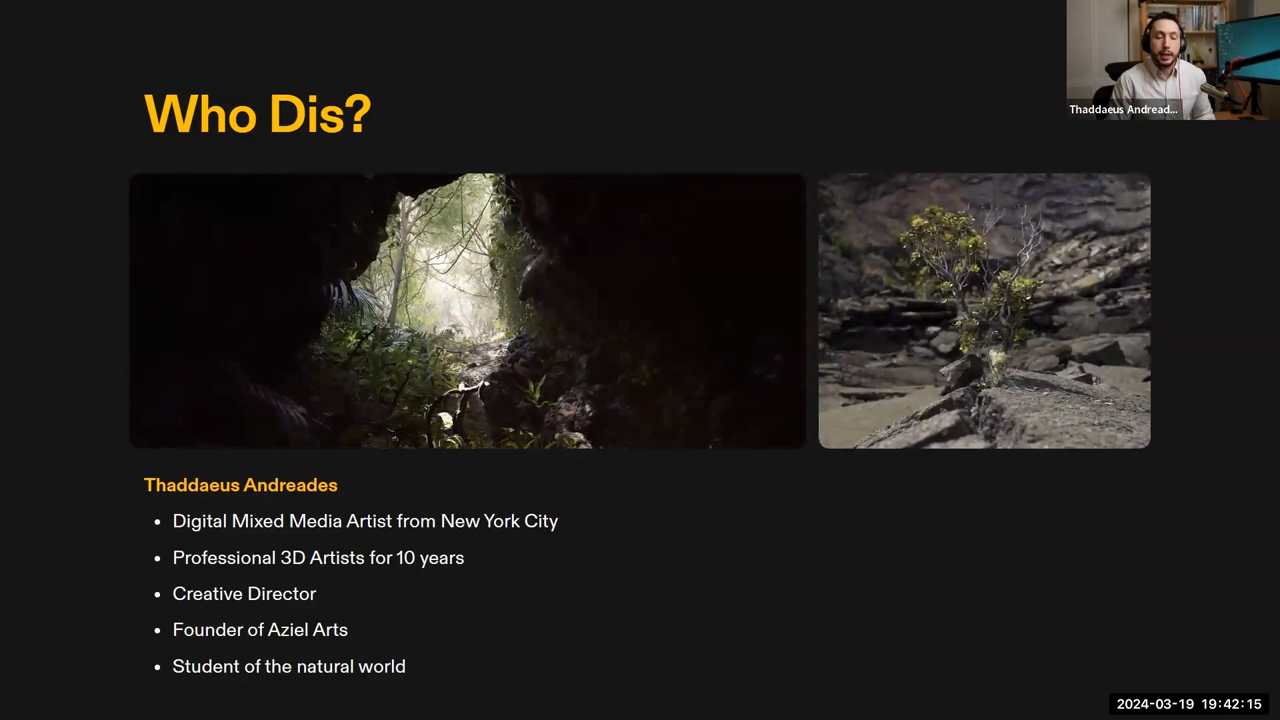 Who Dis?
Thaddaeus Andread...
Thaddaeus Andreades
• Digital Mixed Media Artist from New York City
• Professional 3D Artists for 10 years
• Creative Director
• Founder of Aziel Arts
• Student of the natural world
2024-03-19 19:42:15